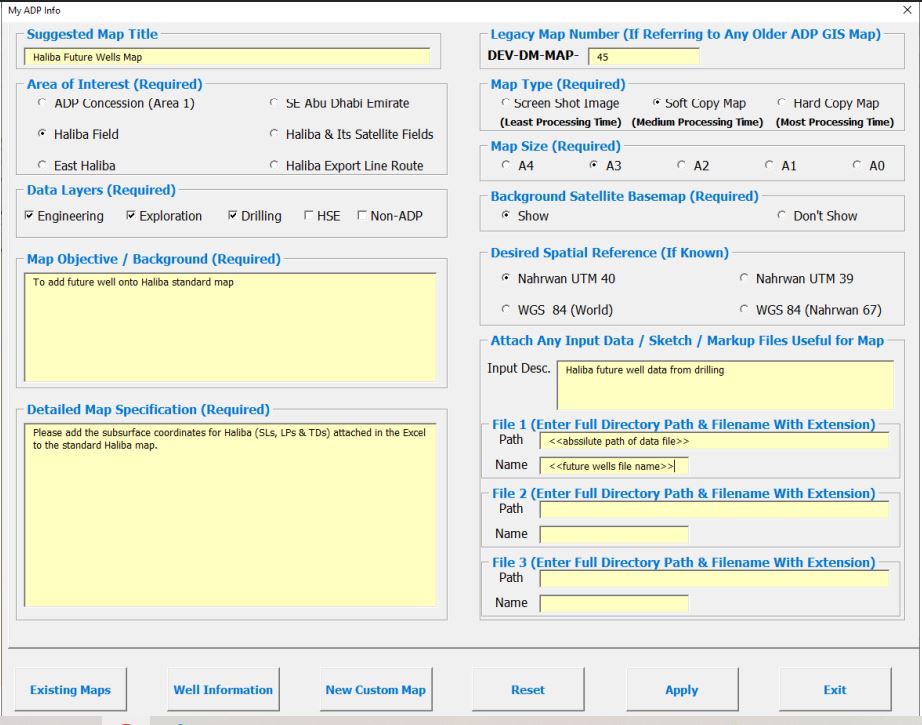 My ADP Info
Suggested Map Title
Haliba Future Wells Map
Area of Interest (Required)
ADP Concession (Area 1)
SE Abu Dhabi Emirate
Haliba Field
Haliba & Its Satellite Fields
East Haliba
Haliba Export Line Route
Data Layers (Required)
Engineering
Exploration
Drilling
HSE
Non-ADP
Map Objective / Background (Required)
To add future well onto Haliba standard map
Detailed Map Specification (Required)
Please add the subsurface coordinates for Haliba (SLs, LPs & TDs) attached in the Excel
to the standard Haliba map.
Legacy Map Number (If Referring to Any Older ADP GIS Map)
DEV-DM-MAP- 45
Map Type (Required)
Screen Shot Image
Soft Copy Map
Hard Copy Map
(Least Processing Time)
(Medium Processing Time)
(Most Processing Time)
Map Size (Required)
A4
A3
A2
A1
A0
Background Satellite Basemap (Required)
Show
Don't Show
Desired Spatial Reference (If Known)
Nahrwan UTM 40
Nahrwan UTM 39
WGS 84 (World)
WGS 84 (Nahrwan 67)
Attach Any Input Data / Sketch / Markup Files Useful for Map
Input Desc. Haliba future well data from drilling
File 1 (Enter Full Directory Path & Filename With Extension)
Path <<abssilute path of data file>>
Name <<future wells file name>>
File 2 (Enter Full Directory Path & Filename With Extension)
Path
Name
File 3 (Enter Full Directory Path & Filename With Extension)
Path
Name
Existing Maps
Well Information
New Custom Map
Reset
Apply
Exit